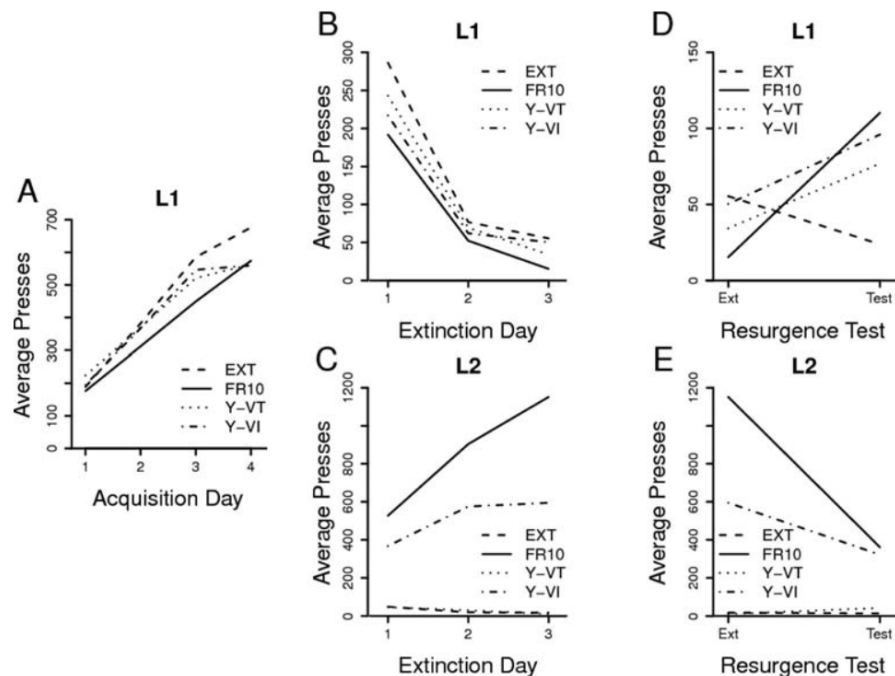 A
L1
Average Presses
700
500
300
100
0
EXT
FR10
Y-VT
Y-VI
1 2 3 4
Acquisition Day
B
L1
Average Presses
300
250
200
150
100
50
0
EXT
FR10
Y-VT
Y-VI
1 2 3
Extinction Day
C
L2
Average Presses
1200
800
600
400
200
0
EXT
FR10
Y-VT
Y-VI
1 2 3
Extinction Day
D
L1
Average Presses
150
100
50
0
EXT
FR10
Y-VT
Y-VI
Ext Test
Resurgence Test
E
L2
Average Presses
1200
800
600
400
200
0
EXT
FR10
Y-VT
Y-VI
Ext Test
Resurgence Test